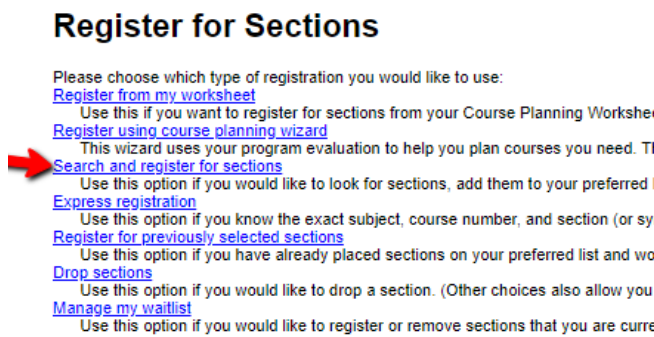 Register for Sections
Please choose which type of registration you would like to use:
Register from my worksheet
Use this if you want to register for sections from your Course Planning
Register using course planning wizard
This wizard uses your program evaluation to help you plan courses you need.
Search and register for sections
Use this option if you would like to look for sections, add them to your preferred
Express registration
Use this option if you know the exact subject, course number, and section (or
Register for previously selected sections
Use this option if you have already placed sections on your preferred list and
Drop sections
Use this option if you would like to drop a section. (Other choices also allow you
Manage my waitlist
Use this option if you would like to register or remove sections that you are